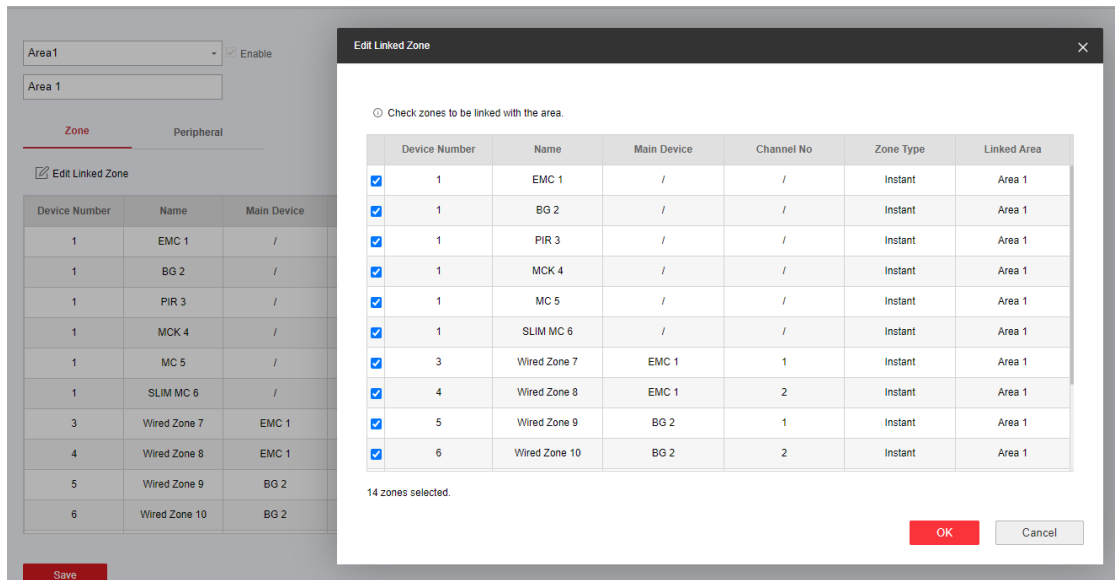 Area1
Enable
Area 1
Zone Peripheral
Edit Linked Zone
Device Number Name Main Device
1 EMC 1 /
1 BG 2 /
1 PIR 3 /
1 MCK 4 /
1 MC 5 /
1 SLIM MC 6 /
3 Wired Zone 7 EMC 1
4 Wired Zone 8 EMC 1
5 Wired Zone 9 BG 2
6 Wired Zone 10 BG 2
Save
Edit Linked Zone
Check zones to be linked with the area.
Device Number Name Main Device Channel No Zone Type Linked Area
1 EMC 1 / / Instant Area 1
1 BG 2 / / Instant Area 1
1 PIR 3 / / Instant Area 1
1 MCK 4 / / Instant Area 1
1 MC 5 / / Instant Area 1
1 SLIM MC 6 / / Instant Area 1
3 Wired Zone 7 EMC 1 1 Instant Area 1
4 Wired Zone 8 EMC 1 2 Instant Area 1
5 Wired Zone 9 BG 2 1 Instant Area 1
6 Wired Zone 10 BG 2 2 Instant Area 1
14 zones selected.
OK Cancel